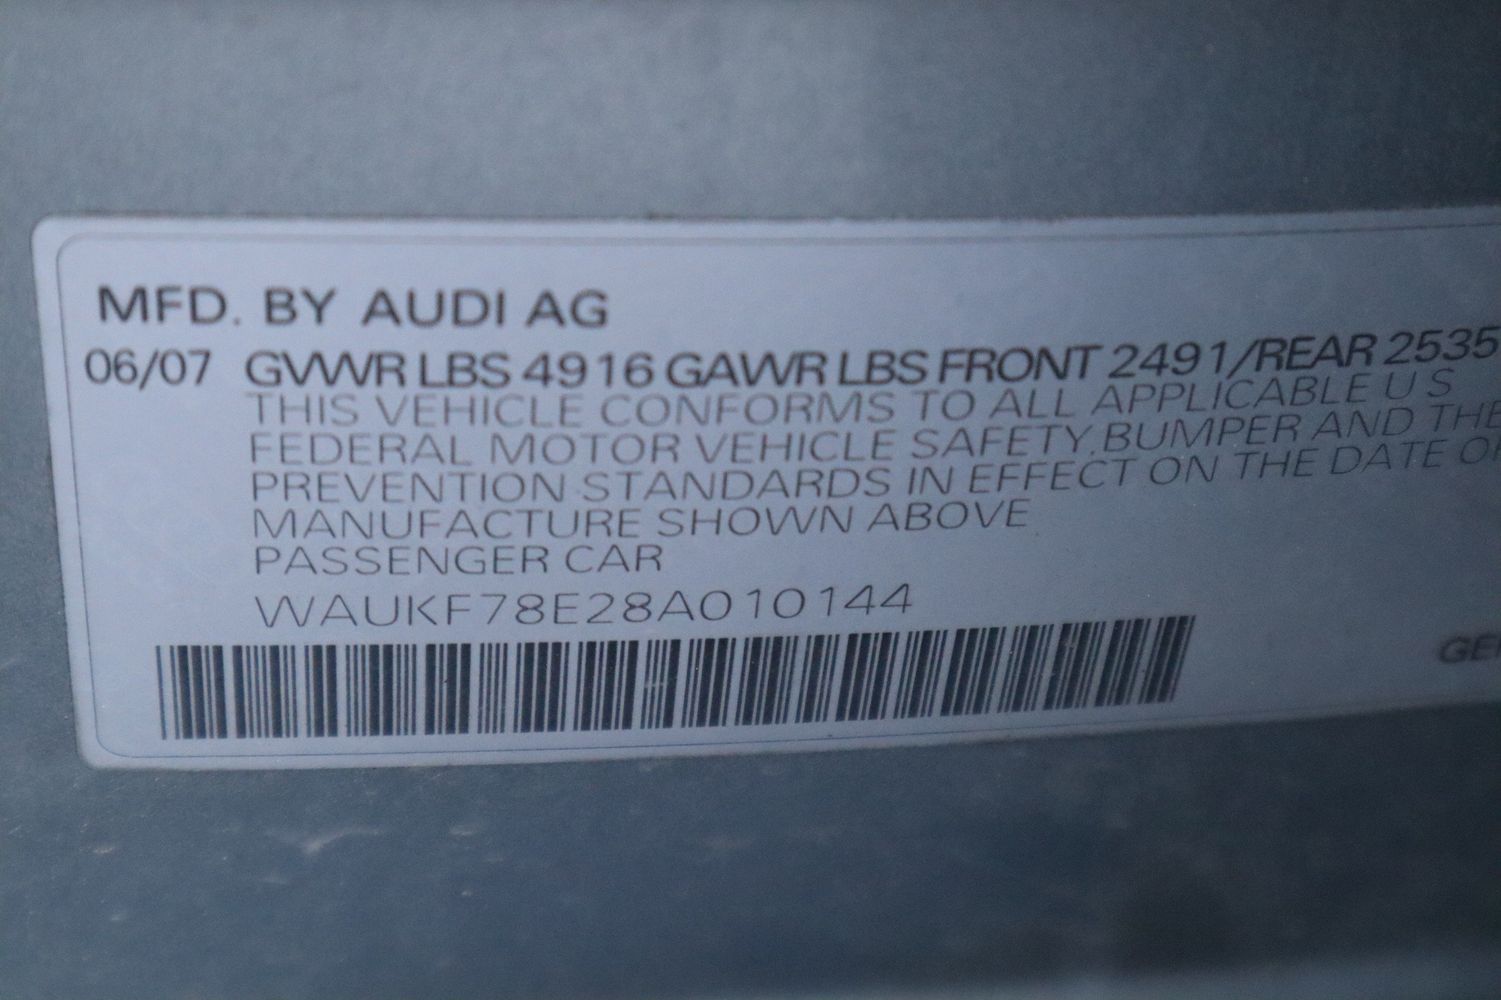 MFD. BY AUDI AG
06/07 GVWR LBS 4916 GAWR LBS FRONT 2491/REAR 2535
THIS VEHICLE CONFORMS TO ALL APPLICABLE U S
FEDERAL MOTOR VEHICLE SAFETY, BUMPER AND THE
PREVENTION STANDARDS IN EFFECT ON THE DATE O
MANUFACTURE SHOWN ABOVE
PASSENGER CAR
WAUKF78E28A010144
GE